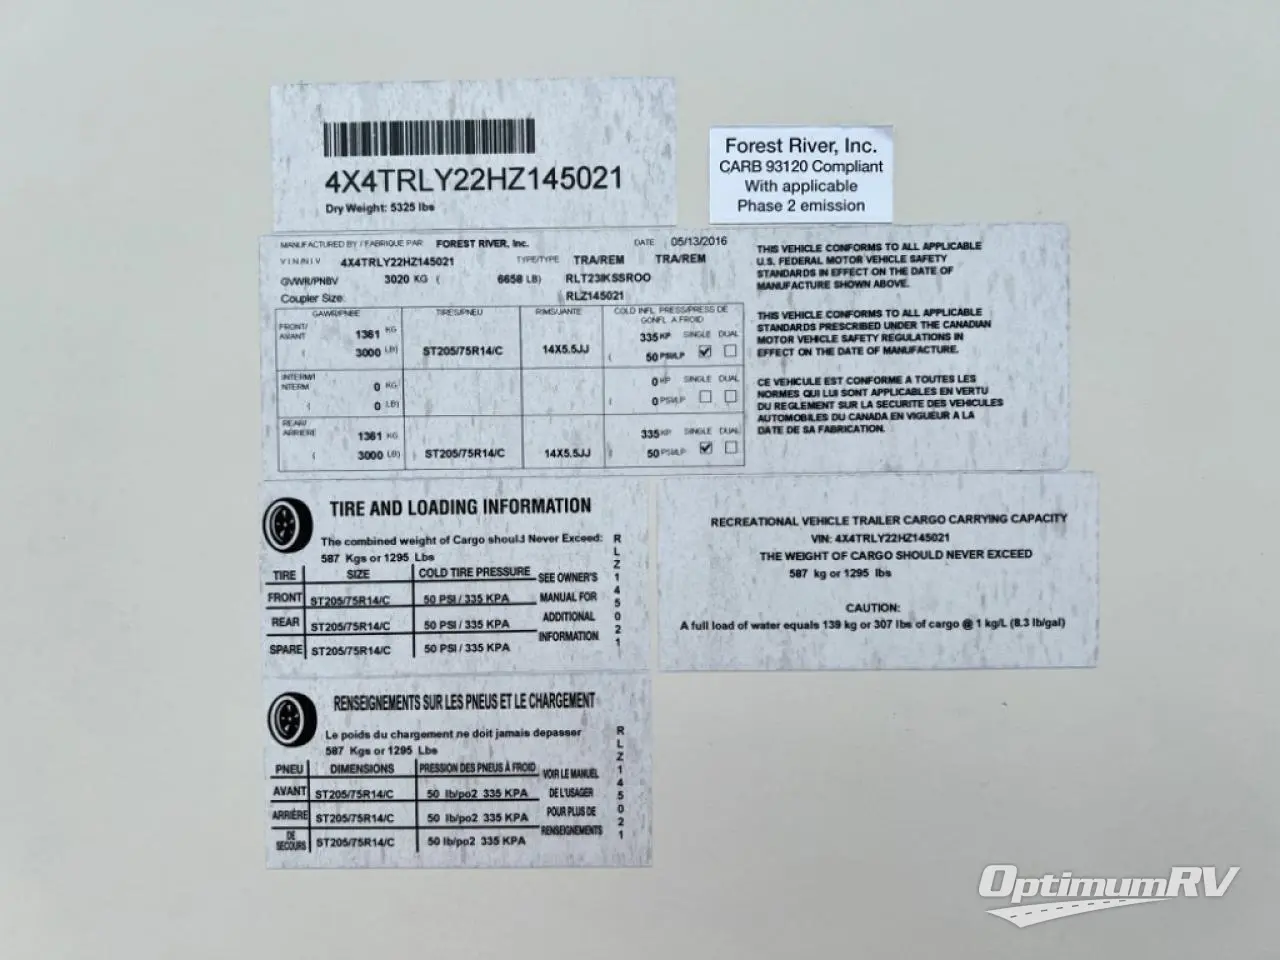 4X4TRLY22HZ145021
Dry Weight: 5325 lbs
Forest River, Inc.
CARB 93120 Compliant
With applicable
Phase 2 emission
MANUFACTURED BY / FABRIQUE PAR FOREST RIVER, Inc. DATE 05/13/2016
V I N / N I V 4X4TRLY22HZ145021 TYPE/TYPE TRA/REM TRA/REM
GVWR/PNBV 3020 KG ( 6658 LB) RLT23IKSSROO
Coupler Size: RLZ145021
GAWR/PNBE TIRES/PNEU RIMS/JANTE COLD INFL. PRESS/PRESS DE
GONFL. A FROID
FRONT/
AVANT 1361 KG 335 KP SINGLE DUAL
( 3000 LB) ST205/75R14/C 14X5.5JJ ( 50 PSI/LP
INTERM/
INTERM 0 KG 0 KP SINGLE DUAL
( 0 LB) ( 0 PSI/LP
REAR/
ARRIERE 1361 KG 335 KP SINGLE DUAL
( 3000 LB) ST205/75R14/C 14X5.5JJ ( 50 PSI/LP
THIS VEHICLE CONFORMS TO ALL APPLICABLE
U.S. FEDERAL MOTOR VEHICLE SAFETY
STANDARDS IN EFFECT ON THE DATE OF
MANUFACTURE SHOWN ABOVE.
THIS VEHICLE CONFORMS TO ALL APPLICABLE
STANDARDS PRESCRIBED UNDER THE CANADIAN
MOTOR VEHICLE SAFETY REGULATIONS IN
EFFECT ON THE DATE OF MANUFACTURE.
CE VEHICULE EST CONFORME A TOUTES LES
NORMES QUI LUI SONT APPLICABLES EN VERTU
DU REGLEMENT SUR LA SECURITE DES VEHICULES
AUTOMOBILES DU CANADA EN VIGUEUR A LA
DATE DE SA FABRICATION.
TIRE AND LOADING INFORMATION
The combined weight of Cargo should Never Exceed:
587 Kgs or 1295 Lbs
TIRE SIZE COLD TIRE PRESSURE SEE OWNER'S
FRONT ST205/75R14/C 50 PSI / 335 KPA MANUAL FOR
REAR ST205/75R14/C 50 PSI / 335 KPA ADDITIONAL
SPARE ST205/75R14/C 50 PSI / 335 KPA INFORMATION
RLZ145021
RECREATIONAL VEHICLE TRAILER CARGO CARRYING CAPACITY
VIN: 4X4TRLY22HZ145021
THE WEIGHT OF CARGO SHOULD NEVER EXCEED
587 kg or 1295 lbs
CAUTION:
A full load of water equals 139 kg or 307 lbs of cargo @ 1 kg/L (8.3 lb/gal)
RENSEIGNEMENTS SUR LES PNEUS ET LE CHARGEMENT
Le poids du chargement ne doit jamais depasser
587 Kgs or 1295 Lbs
PNEU DIMENSIONS PRESSION DES PNEUS À FROID VOIR LE MANUEL
AVANT ST205/75R14/C 50 lb/po2 335 KPA DE L'USAGER
ARRIÈRE ST205/75R14/C 50 lb/po2 335 KPA POUR PLUS DE
DE SECOURS ST205/75R14/C 50 lb/po2 335 KPA RENSEIGNEMENTS
RLZ145021
OptimumRV